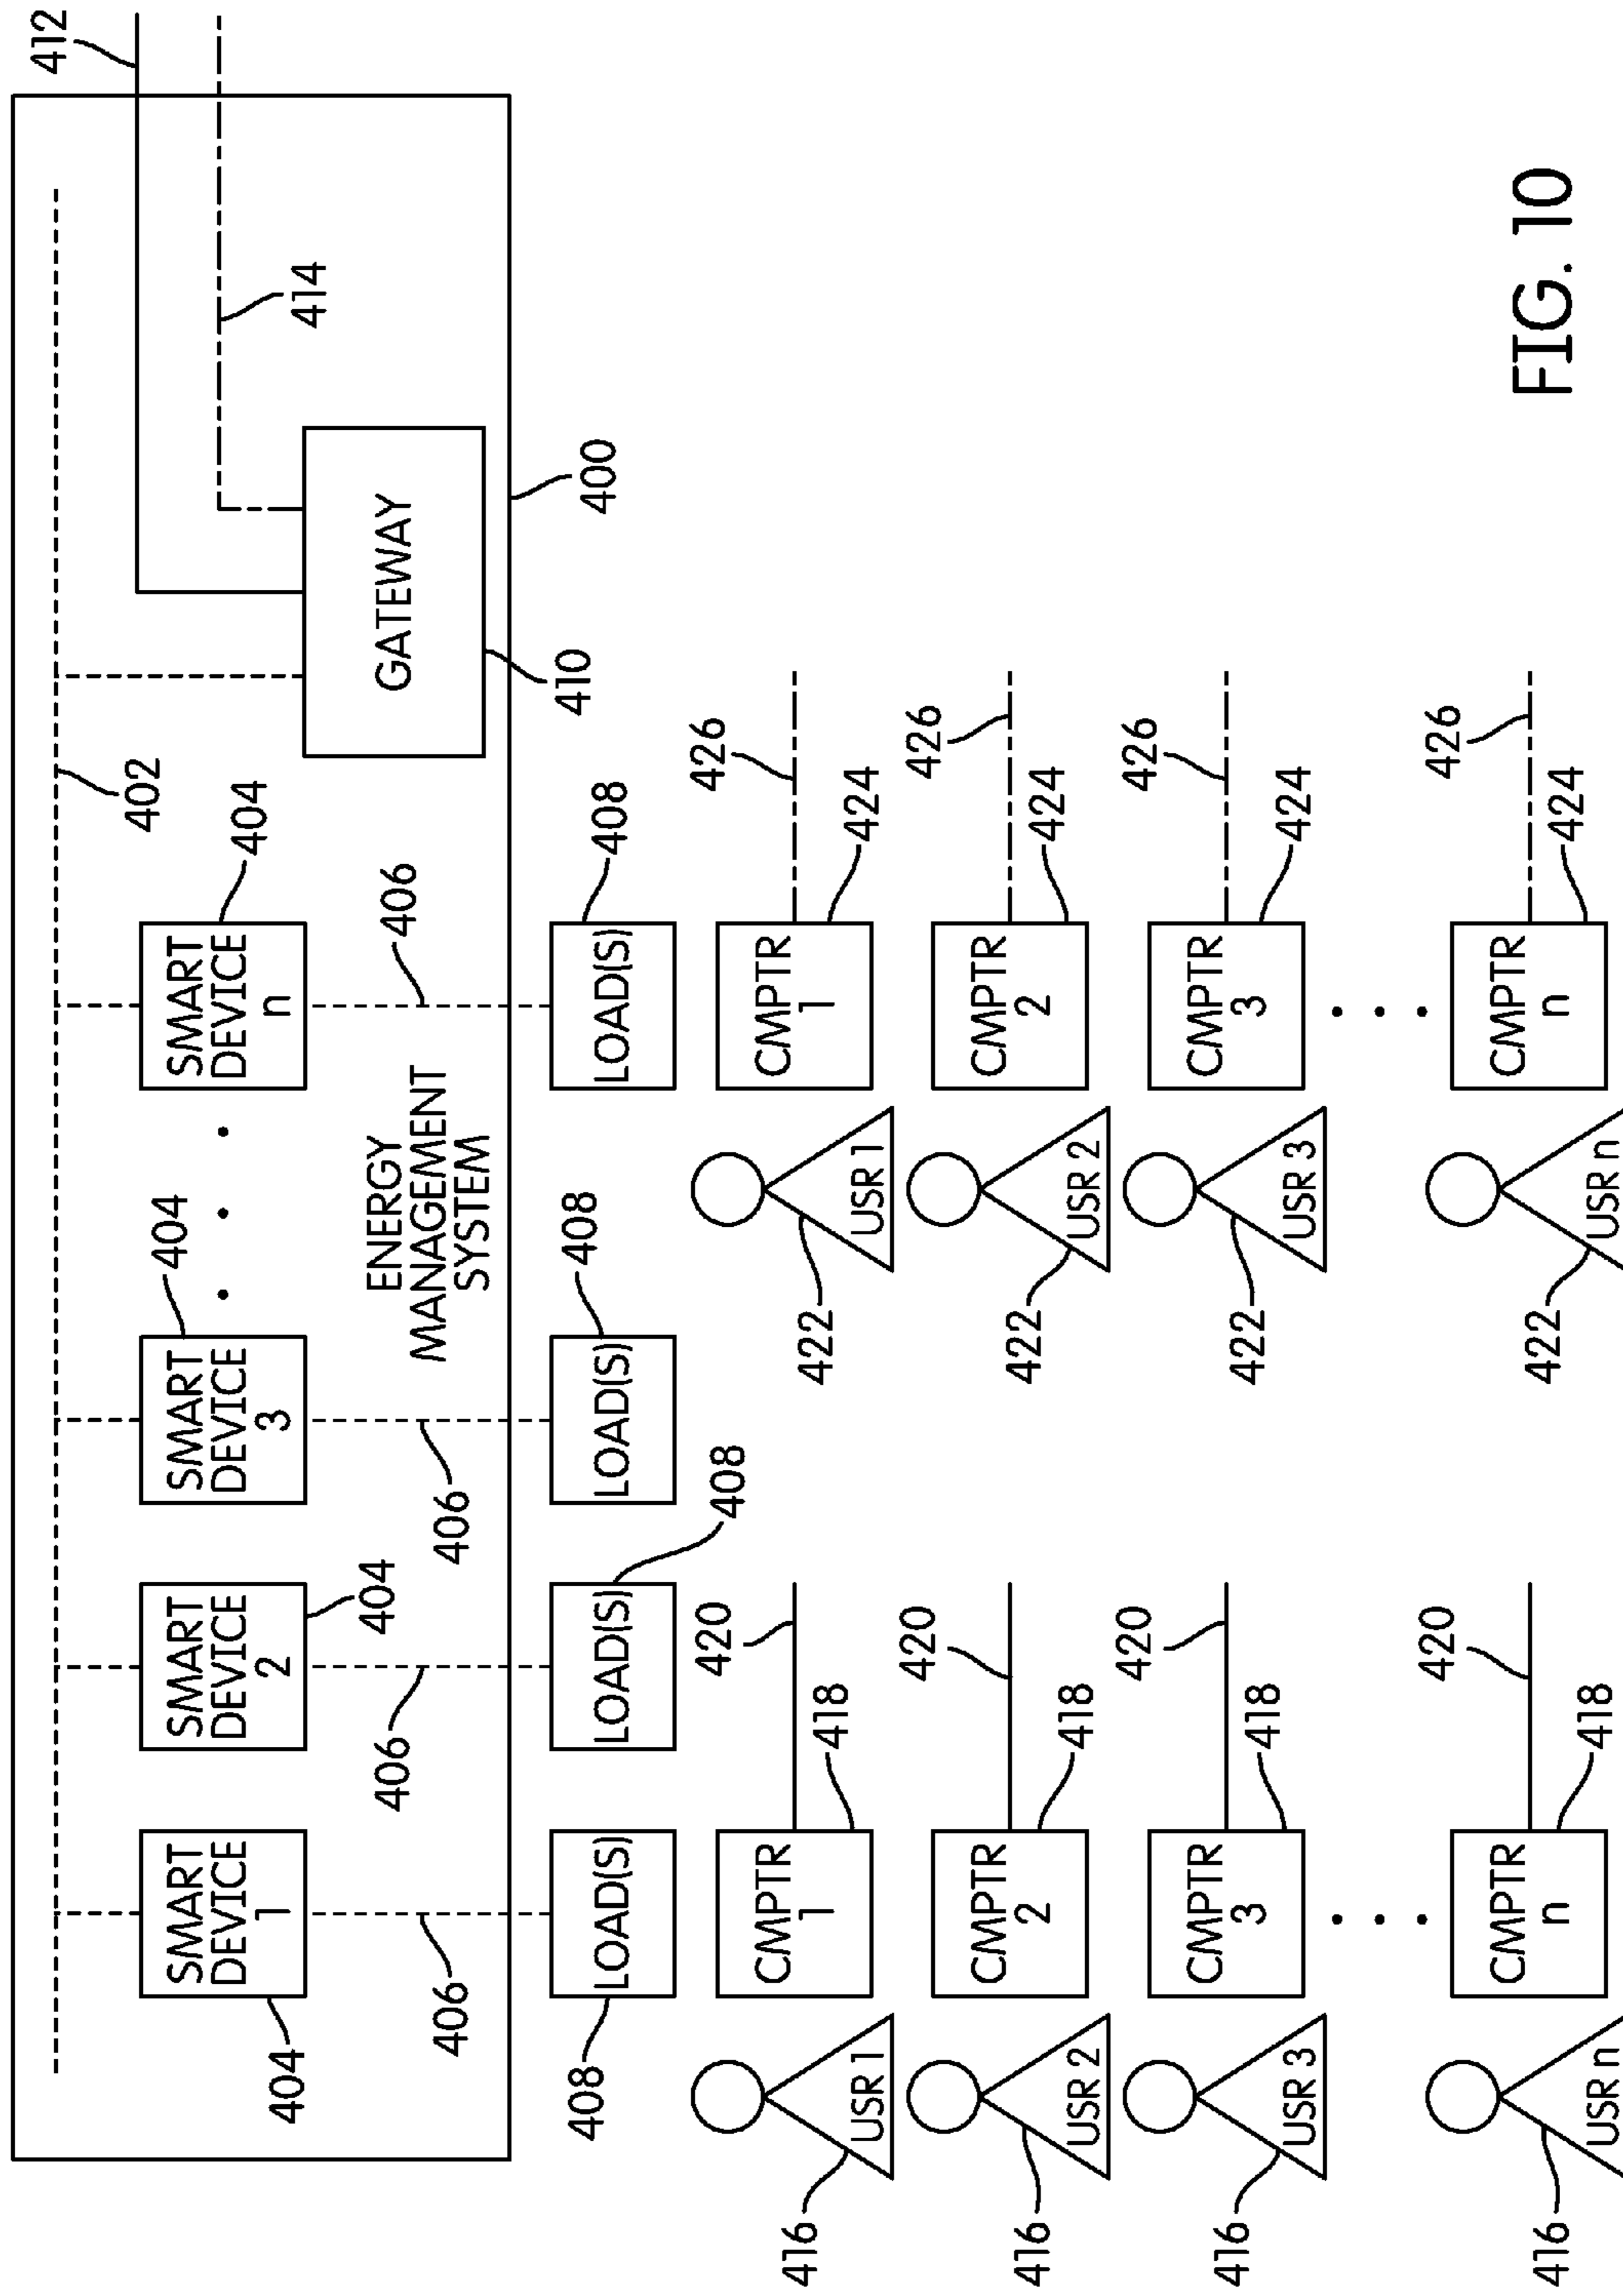 412
414
402
SMART
DEVICE
1
404
SMART
DEVICE
2
404
SMART
DEVICE
3
404
. . .
SMART
DEVICE
n
404
GATEWAY
410
400
406
406
406
406
ENERGY
MANAGEMENT
SYSTEM
LOAD(S)
408
LOAD(S)
408
LOAD(S)
408
LOAD(S)
408
USR 1
416
CMPTR
1
418
420
USR 1
422
CMPTR
1
424
426
USR 2
416
CMPTR
2
418
420
USR 2
422
CMPTR
2
424
426
USR 3
416
CMPTR
3
418
420
USR 3
422
CMPTR
3
424
426
. . .
. . .
USR n
416
CMPTR
n
418
420
USR n
422
CMPTR
n
424
426
FIG. 10